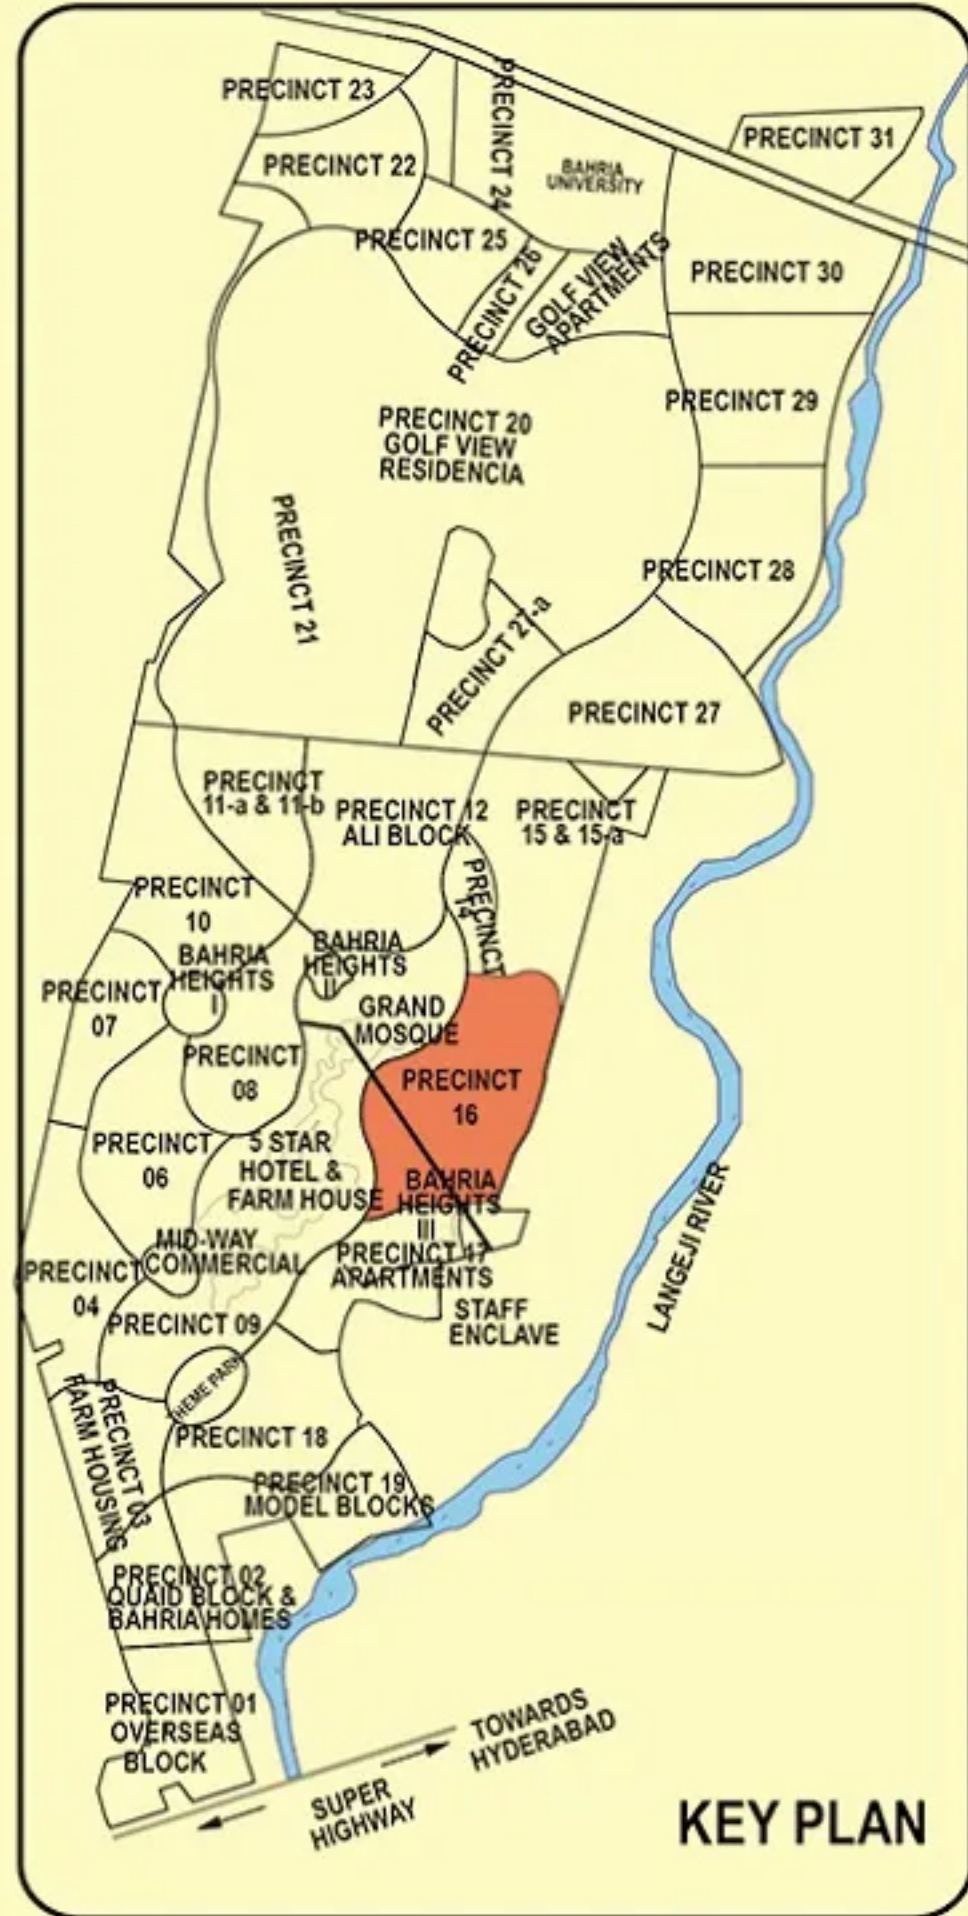 PRECINCT 23
PRECINCT 24
PRECINCT 31
PRECINCT 22
BAHRIA
UNIVERSITY
PRECINCT 25
PRECINCT 26
GOLF VIEW
APARTMENTS
PRECINCT 30
PRECINCT 29
PRECINCT 20
GOLF VIEW
RESIDENCIA
PRECINCT 21
PRECINCT 28
PRECINCT 27-a
PRECINCT 27
PRECINCT
11-a & 11-b
PRECINCT 12
ALI BLOCK
PRECINCT
15 & 15-a
PRECINCT
14
PRECINCT
10
BAHRIA
HEIGHTS
I
BAHRIA
HEIGHTS
II
PRECINCT
07
GRAND
MOSQUE
PRECINCT
08
PRECINCT
16
PRECINCT
06
5 STAR
HOTEL &
FARM HOUSE
BAHRIA
HEIGHTS
III
MID-WAY
COMMERCIAL
PRECINCT 17
APARTMENTS
LANGEJI RIVER
PRECINCT
04
PRECINCT 09
STAFF
ENCLAVE
THEME PARK
PRECINCT 03
FARM HOUSING
PRECINCT 18
PRECINCT 19
MODEL BLOCKS
PRECINCT 02
QUAID BLOCK &
BAHRIA HOMES
PRECINCT 01
OVERSEAS
BLOCK
TOWARDS
HYDERABAD
SUPER
HIGHWAY
KEY PLAN